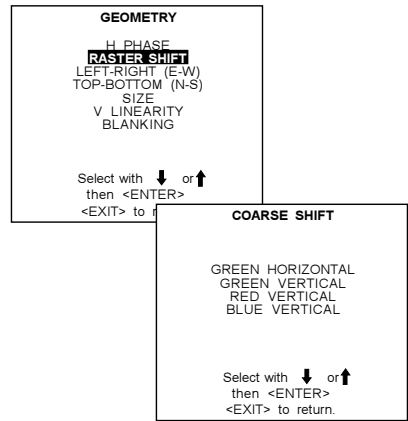 GEOMETRY
H PHASE
RASTER SHIFT
LEFT-RIGHT (E-W)
TOP-BOTTOM (N-S)
SIZE
V LINEARITY
BLANKING
Select with ⬇ or ⬆
then <ENTER>
<EXIT> to r
COARSE SHIFT
GREEN HORIZONTAL
GREEN VERTICAL
RED VERTICAL
BLUE VERTICAL
Select with ⬇ or ⬆
then <ENTER>
<EXIT> to return.